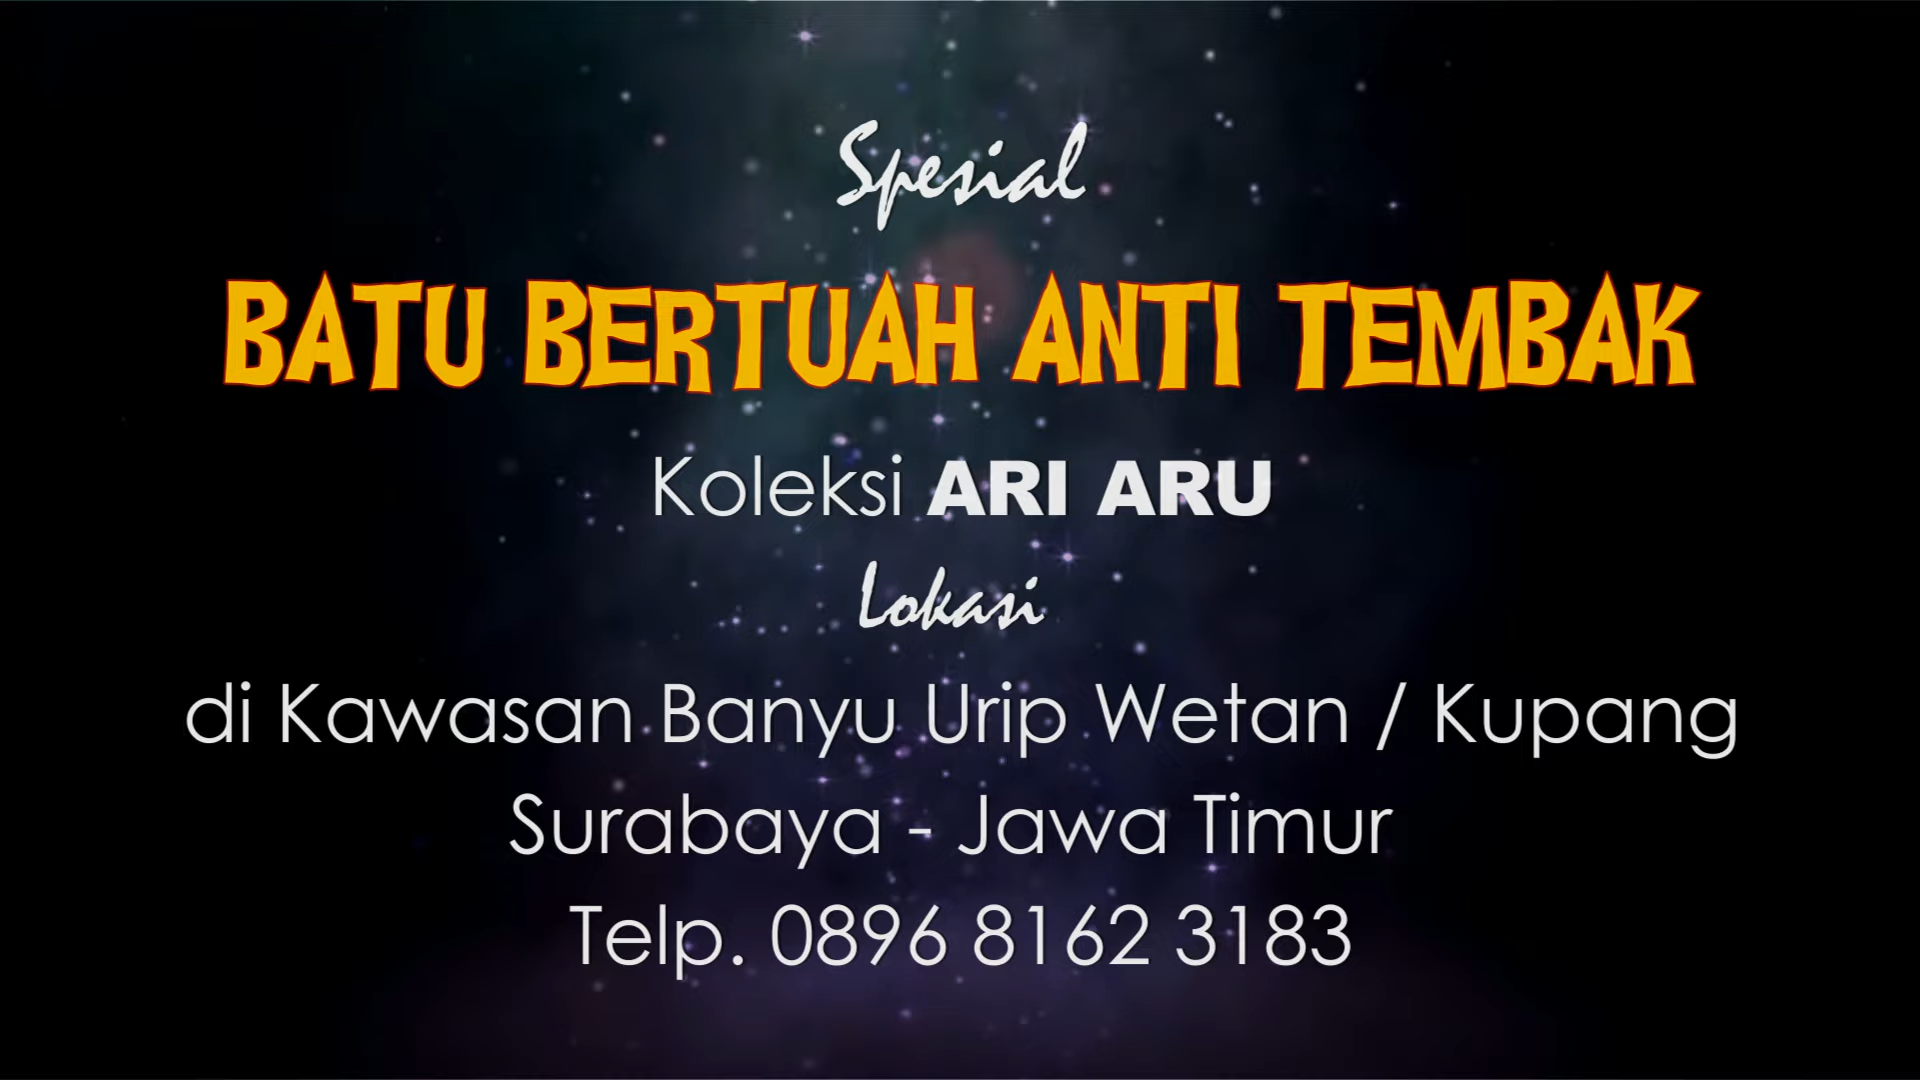 Spesial
BATU BERTUAH ANTI TEMBAK
Koleksi ARI ARU
Lokasi
di Kawasan Banyu Urip Wetan / Kupang
Surabaya - Jawa Timur
Telp. 0896 8162 3183